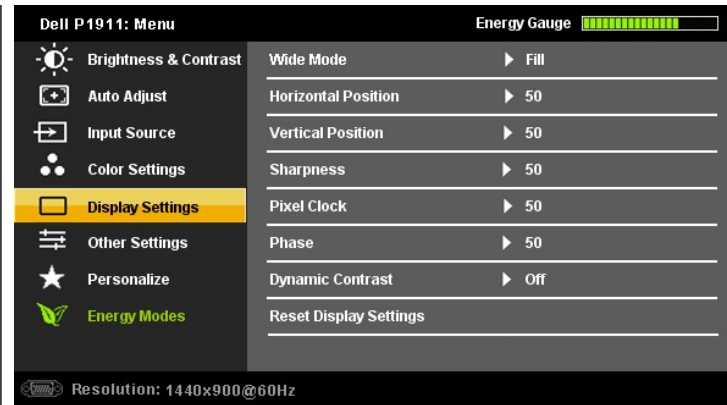 Dell P1911: Menu Energy Gauge
Brightness & Contrast Wide Mode Fill
Auto Adjust Horizontal Position 50
Input Source Vertical Position 50
Color Settings Sharpness 50
Display Settings Pixel Clock 50
Other Settings Phase 50
Personalize Dynamic Contrast Off
Energy Modes Reset Display Settings
Resolution: 1440x900@60Hz